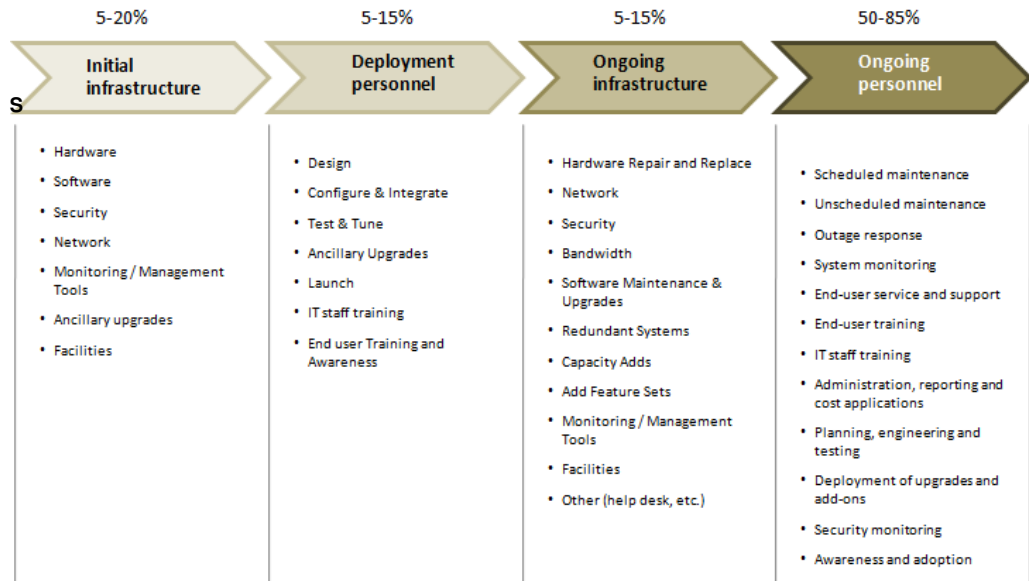 5-20%
5-15%
5-15%
50-85%
Initial
infrastructure
Deployment
personnel
Ongoing
infrastructure
Ongoing
personnel
S
• Hardware
• Software
• Security
• Network
• Monitoring / Management
Tools
• Ancillary upgrades
• Facilities
• Design
• Configure & Integrate
• Test & Tune
• Ancillary Upgrades
• Launch
• IT staff training
• End user Training and
Awareness
• Hardware Repair and Replace
• Network
• Security
• Bandwidth
• Software Maintenance &
Upgrades
• Redundant Systems
• Capacity Adds
• Add Feature Sets
• Monitoring / Management
Tools
• Facilities
• Other (help desk, etc.)
• Scheduled maintenance
• Unscheduled maintenance
• Outage response
• System monitoring
• End-user service and support
• End-user training
• IT staff training
• Administration, reporting and
cost applications
• Planning, engineering and
testing
• Deployment of upgrades and
add-ons
• Security monitoring
• Awareness and adoption